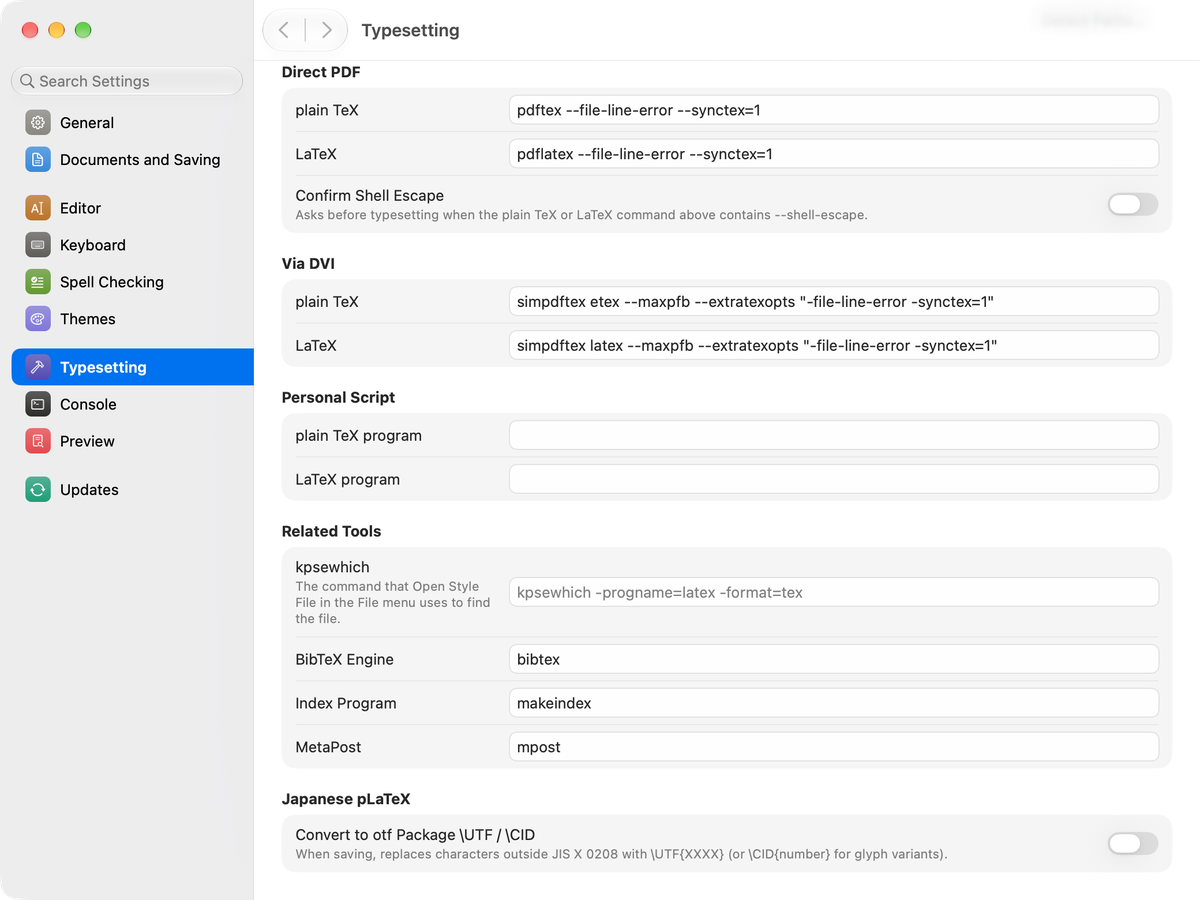 Typesetting
Search Settings
General
Documents and Saving
Editor
Keyboard
Spell Checking
Themes
Typesetting
Console
Preview
Updates
Direct PDF
plain TeX
pdftex --file-line-error --synctex=1
LaTeX
pdflatex --file-line-error --synctex=1
Confirm Shell Escape
Asks before typesetting when the plain TeX or LaTeX command above contains --shell-escape.
Via DVI
plain TeX
simpdftex etex --maxpfb --extratexopts "-file-line-error -synctex=1"
LaTeX
simpdftex latex --maxpfb --extratexopts "-file-line-error -synctex=1"
Personal Script
plain TeX program
LaTeX program
Related Tools
kpsewhich
The command that Open Style
File in the File menu uses to find
the file.
kpsewhich -progname=latex -format=tex
BibTeX Engine
bibtex
Index Program
makeindex
MetaPost
mpost
Japanese pLaTeX
Convert to otf Package \UTF / \CID
When saving, replaces characters outside JIS X 0208 with \UTF{XXXX} (or \CID{number} for glyph variants).